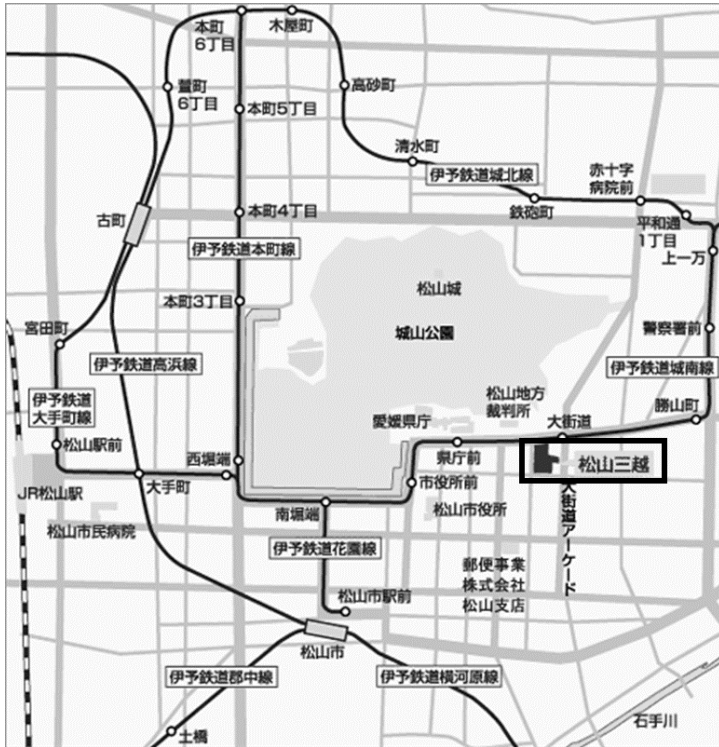 本町
6丁目
木屋町
萱町
6丁目
高砂町
本町5丁目
清水町
伊予鉄道城北線
赤十字
病院前
鉄砲町
古町
本町4丁目
平和通
1丁目
伊予鉄道本町線
上一万
松山城
本町3丁目
城山公園
宮田町
警察署前
伊予鉄道高浜線
伊予鉄道城南線
伊予鉄道
大手町線
松山地方
裁判所
愛媛県庁
大街道
勝山町
松山駅前
西堀端
県庁前
松山三越
JR松山駅
大手町
市役所前
南堀端
松山市役所
大街道アーケード
松山市民病院
伊予鉄道花園線
郵便事業
株式会社
松山支店
松山市駅前
松山市
伊予鉄道郡中線
伊予鉄道横河原線
石手川
土橋